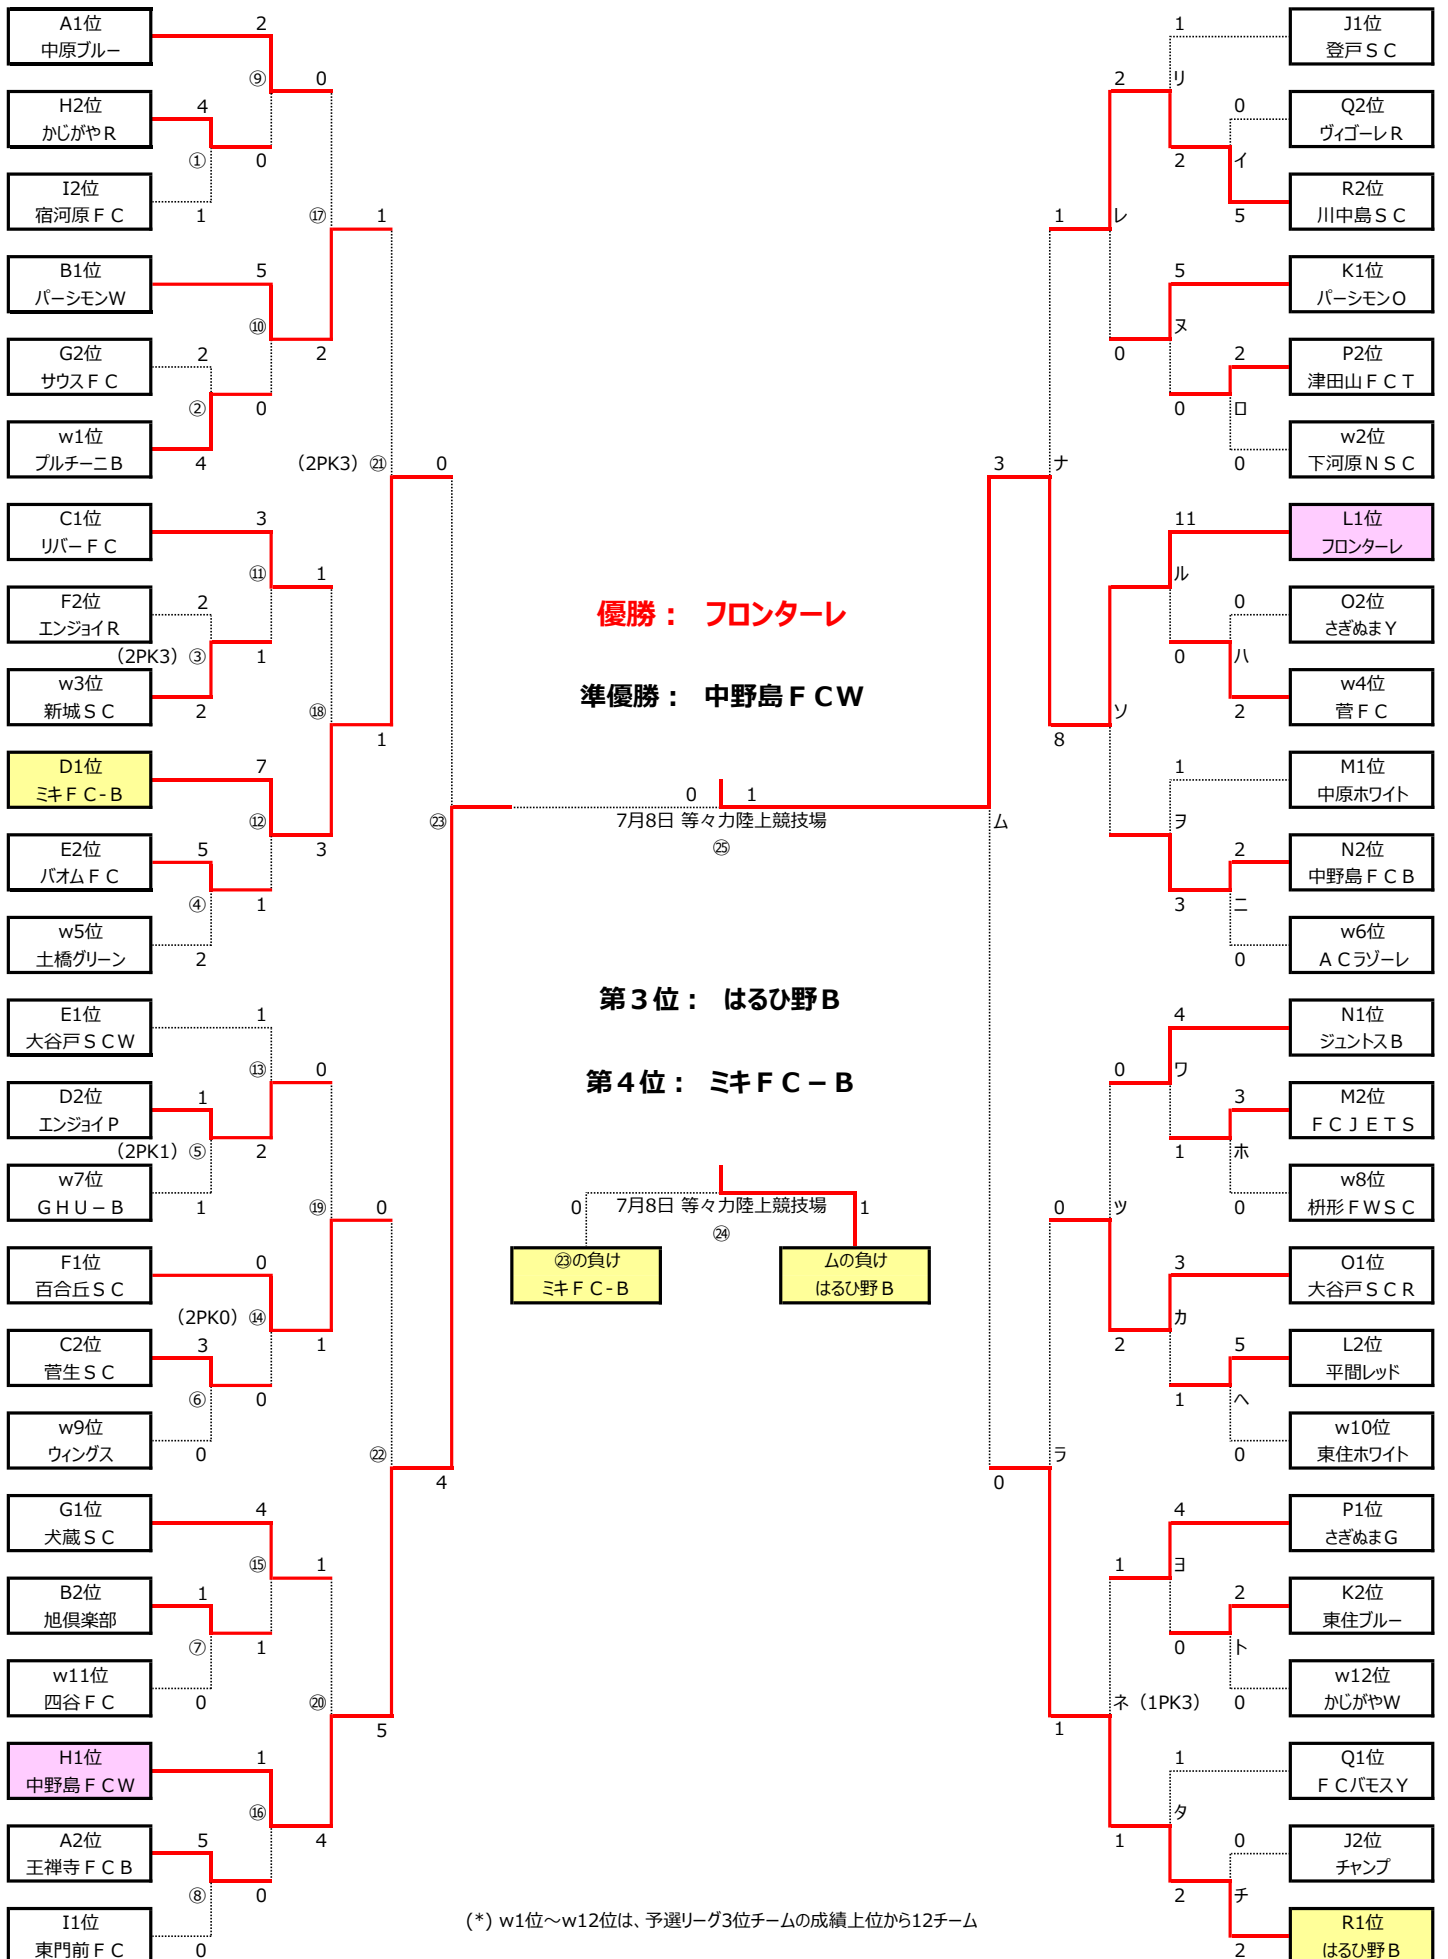 A1位
中原ブルー
2
⑨
0
H2位
かじがやＲ
4
①
0
I2位
宿河原ＦＣ
1
⑰
1
B1位
パーシモンW
5
⑩
2
G2位
サウスＦＣ
2
②
0
w1位
プルチーニＢ
4
(2PK3) ㉑
0
C1位
リバーＦＣ
3
⑪
1
F2位
エンジョイＲ
2
(2PK3) ③
1
w3位
新城ＳＣ
2
⑱
1
D1位
ミキＦＣ-Ｂ
7
⑫
3
㉓
E2位
バオムＦＣ
5
④
1
w5位
土橋グリーン
2
E1位
大谷戸ＳＣＷ
1
⑬
0
D2位
エンジョイＰ
1
(2PK1) ⑤
2
w7位
ＧＨＵ－Ｂ
1
⑲
0
F1位
百合丘ＳＣ
0
(2PK0) ⑭
1
C2位
菅生ＳＣ
3
⑥
0
w9位
ウィングス
0
㉒
4
G1位
犬蔵ＳＣ
4
⑮
1
B2位
旭倶楽部
1
⑦
1
w11位
四谷ＦＣ
0
⑳
5
H1位
中野島ＦＣＷ
1
⑯
4
A2位
王禅寺ＦＣＢ
5
⑧
0
I1位
東門前ＦＣ
0
優勝： フロンターレ
準優勝： 中野島ＦＣＷ
0 1
7月8日 等々力陸上競技場
㉕
第３位： はるひ野Ｂ
第４位： ミキＦＣ－Ｂ
0 7月8日 等々力陸上競技場 1
㉔
㉓の負け
ミキＦＣ-Ｂ
ムの負け
はるひ野Ｂ
(*) w1位～w12位は、予選リーグ3位チームの成績上位から12チーム
1
J1位
登戸ＳＣ
2
リ
0
Q2位
ヴィゴーレＲ
2
イ
R2位
川中島ＳＣ
5
1
レ
5
K1位
パーシモンＯ
ヌ
0
2
P2位
津田山ＦＣＴ
0
ロ
w2位
下河原ＮＳＣ
0
3
ナ
11
L1位
フロンターレ
ル
0
O2位
さぎぬまＹ
0
ハ
w4位
菅ＦＣ
2
ソ
8
1
M1位
中原ホワイト
ヲ
ム
2
N2位
中野島ＦＣＢ
3
ニ
w6位
ＡＣラゾーレ
0
4
N1位
ジュントスＢ
0
ワ
3
M2位
ＦＣＪＥＴＳ
1
ホ
w8位
枡形ＦＷＳＣ
0
0
ツ
3
O1位
大谷戸ＳＣＲ
カ
2
5
L2位
平間レッド
1
ヘ
w10位
東住ホワイト
0
ラ
0
4
P1位
さぎぬまＧ
1
ヨ
2
K2位
東住ブルー
0
ト
w12位
かじがやW
0
ネ (1PK3)
1
1
Q1位
ＦＣバモスＹ
タ
1
0
J2位
チャンプ
2
チ
R1位
はるひ野Ｂ
2